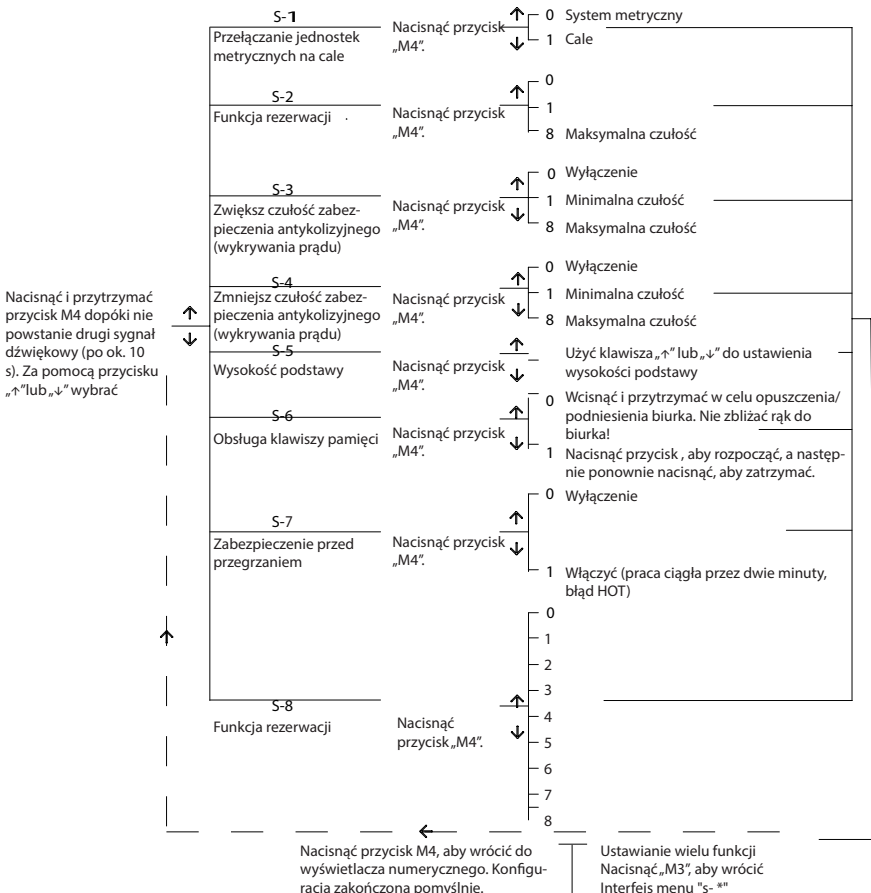 Nacisnąć i przytrzymać
przycisk M4 dopóki nie
powstanie drugi sygnał
dźwiękowy (po ok. 10
s). Za pomocą przycisku
„↑”lub„↓” wybrać
S-1
Przełączanie jednostek
metrycznych na cale
Nacisnąć przycisk
„M4”.
↑
↓
0 System metryczny
1 Cale
S-2
Funkcja rezerwacji .
Nacisnąć przycisk
„M4”.
↑
0
1
8 Maksymalna czułość
S-3
Zwiększ czułość zabez-
pieczenia antykolizyjnego
(wykrywania prądu)
Nacisnąć przycisk
„M4”.
↑
↓
0 Wyłączenie
1 Minimalna czułość
8 Maksymalna czułość
S-4
Zmniejsz czułość zabez-
pieczenia antykolizyjnego
(wykrywania prądu)
Nacisnąć przycisk
„M4”.
↑
↓
0 Wyłączenie
1 Minimalna czułość
8 Maksymalna czułość
S-5
Wysokość podstawy
Nacisnąć przycisk
„M4”.
↑
↓
Użyć klawisza„↑” lub„↓” do ustawienia
wysokości podstawy
S-6
Obsługa klawiszy pamięci
Nacisnąć przycisk
„M4”.
↑
↓
0 Wcisnąć i przytrzymać w celu opuszczenia/
podniesienia biurka. Nie zbliżać rąk do
biurka!
1 Nacisnąć przycisk , aby rozpocząć, a następ-
nie ponownie nacisnąć, aby zatrzymać.
S-7
Zabezpieczenie przed
przegrzaniem
Nacisnąć przycisk
„M4”.
↑
↓
0 Wyłączenie
1 Włączyć (praca ciągła przez dwie minuty,
błąd HOT)
S-8
Funkcja rezerwacji
Nacisnąć
przycisk„M4”.
↑
↓
0
1
2
3
4
5
6
7
8
Nacisnąć przycisk M4, aby wrócić do
wyświetlacza numerycznego. Konfigu-
racja zakończona pomyślnie.
Ustawianie wielu funkcji
Nacisnąć„M3”, aby wrócić
Interfejs menu "s- *"